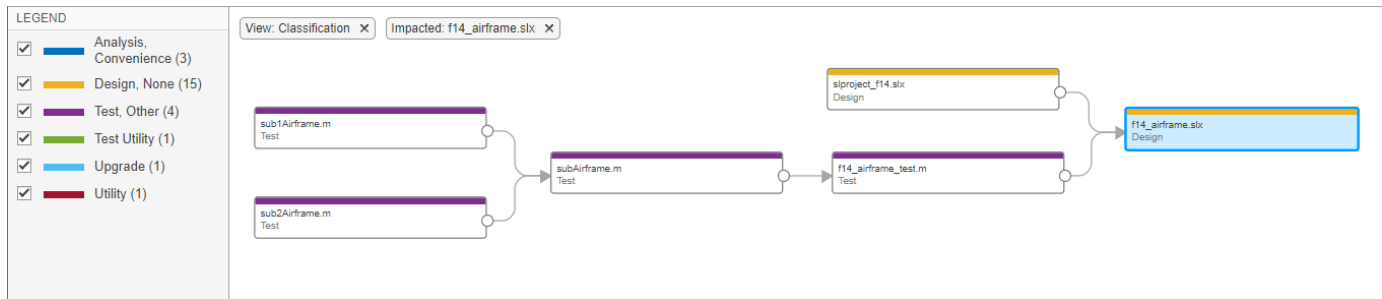 LEGEND
Analysis,
Convenience (3)
Design, None (15)
Test, Other (4)
Test Utility (1)
Upgrade (1)
Utility (1)
View: Classification X
Impacted: f14_airframe.slx X
sub1Airframe.m
Test
sub2Airframe.m
Test
subAirframe.m
Test
slproject_f14.slx
Design
f14_airframe_test.m
Test
f14_airframe.slx
Design